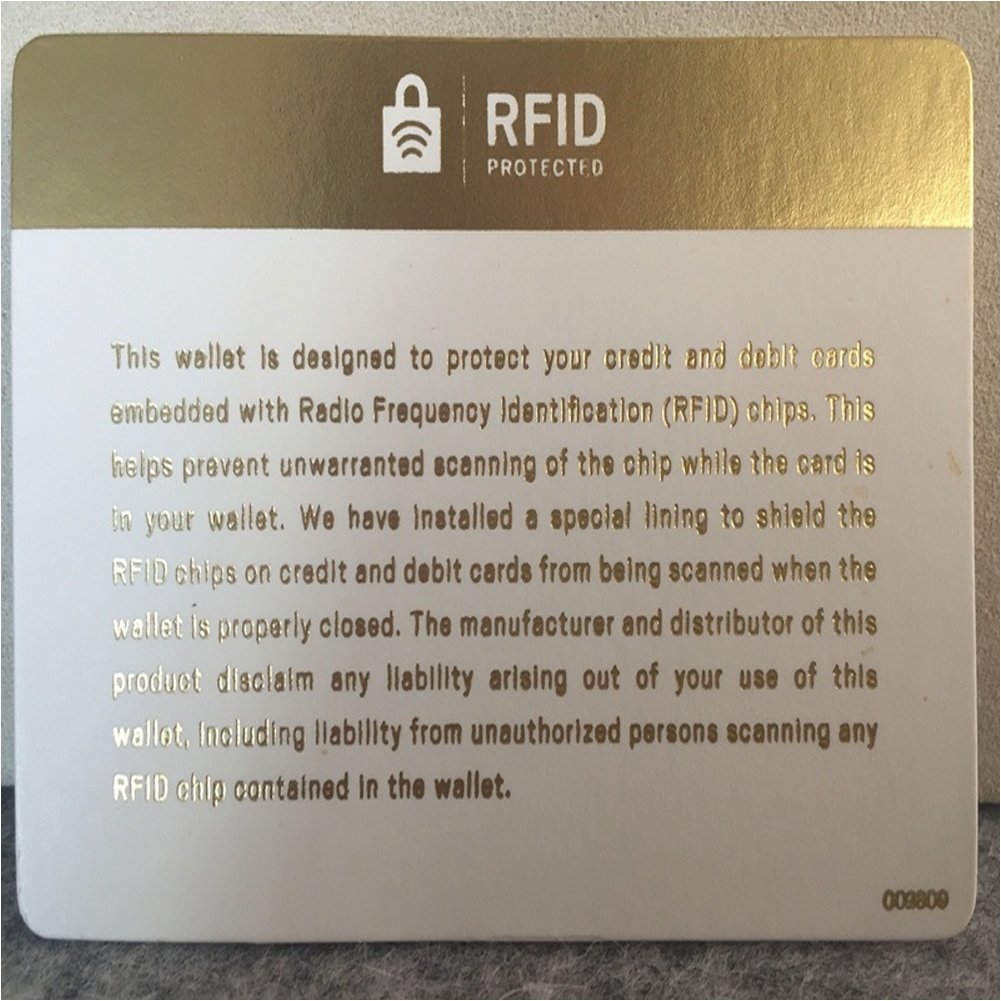 RFID
PROTECTED
This wallet is designed to protect your credit and debit cards
embedded with Radio Frequency Identification (RFID) chips. This
helps prevent unwarranted scanning of the chip while the card is
in your wallet. We have installed a special lining to shield the
RFID chips on credit and debit cards from being scanned when the
wallet is properly closed. The manufacturer and distributor of this
product disclaim any liability arising out of your use of this
wallet, including liability from unauthorized persons scanning any
RFID chip contained in the wallet.